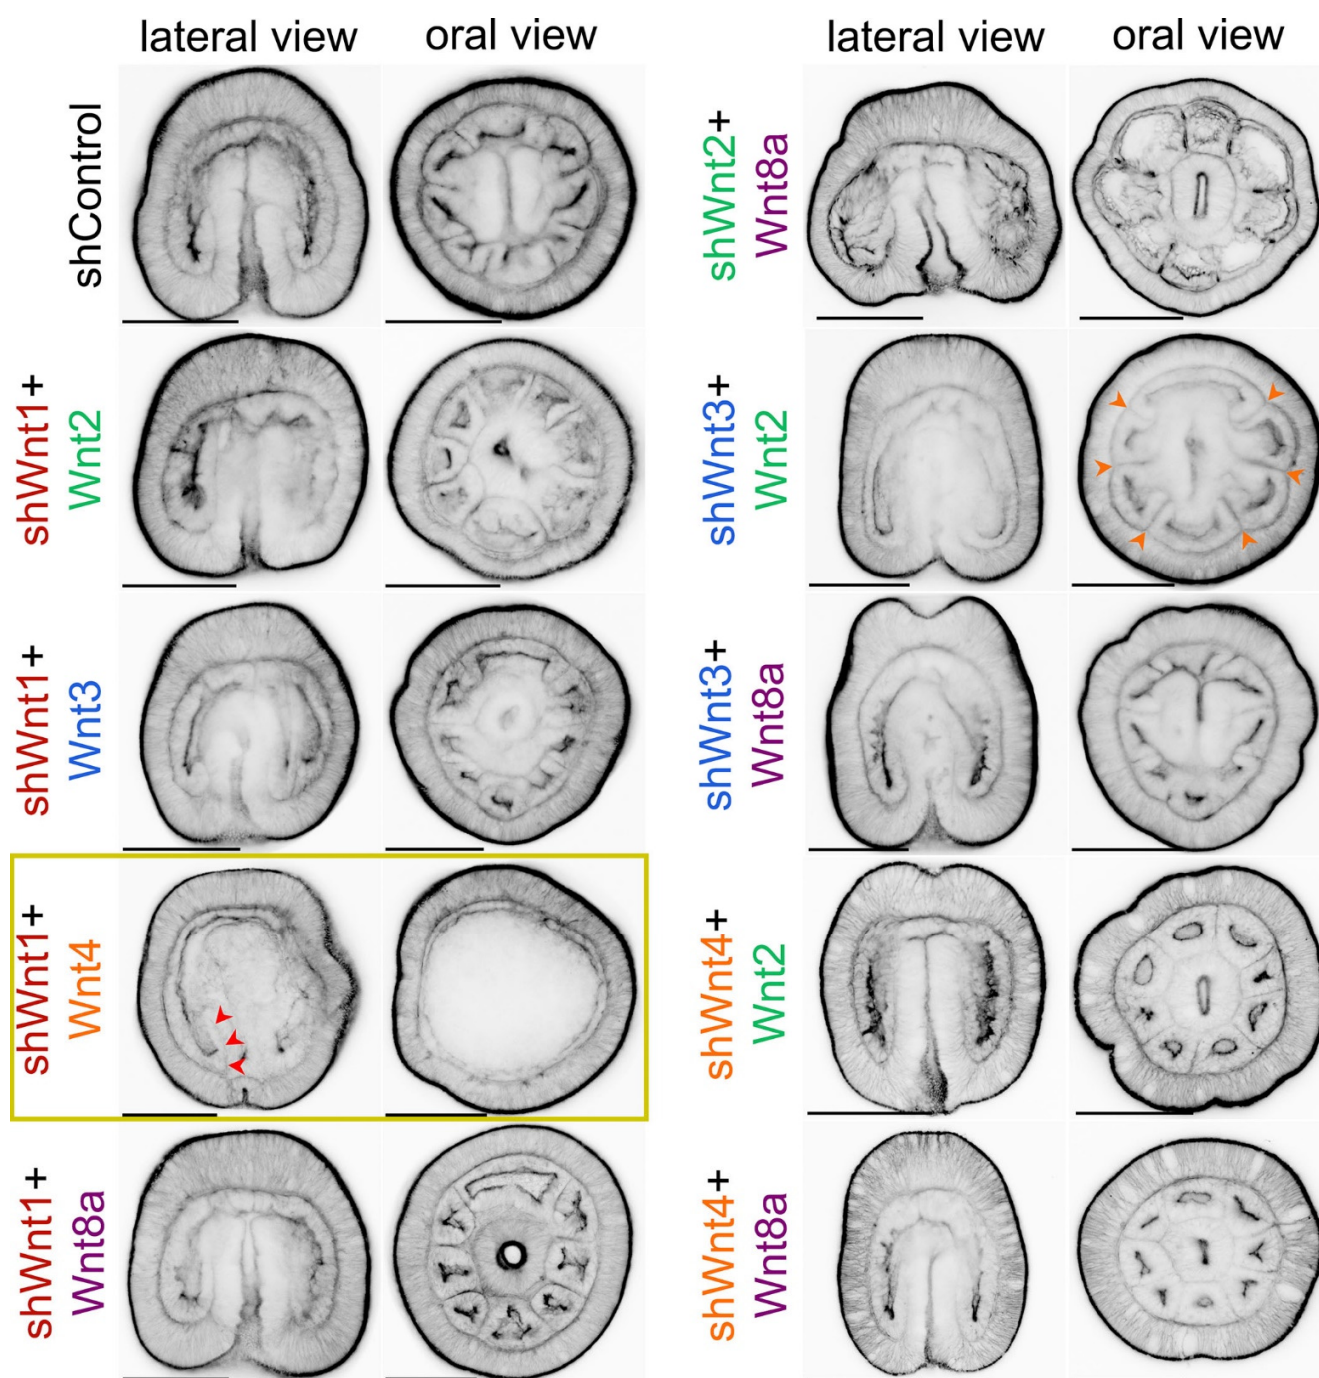 lateral view
oral view
lateral view
oral view
shControl
shWnt2+
Wnt8a
shWnt1+
Wnt2
shWnt3+
Wnt2
shWnt1+
Wnt3
shWnt3+
Wnt8a
shWnt1+
Wnt4
shWnt4+
Wnt2
shWnt1+
Wnt8a
shWnt4+
Wnt8a